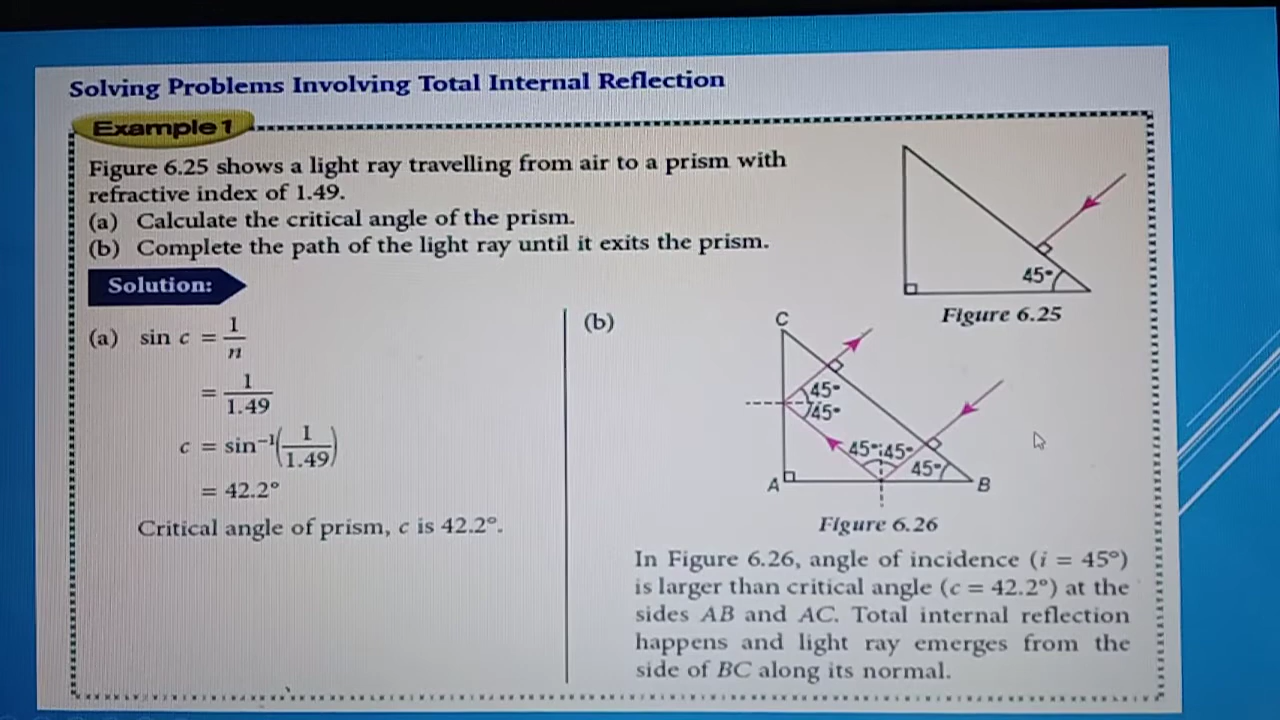 Solving Problems Involving Total Internal Reflection
Example 1
Figure 6.25 shows a light ray travelling from air to a prism with
refractive index of 1.49.
(a) Calculate the critical angle of the prism.
(b) Complete the path of the light ray until it exits the prism.
45°
Figure 6.25
Solution:
(a) sin c = 1/n
= 1/1.49
c = sin⁻¹(1/1.49)
= 42.2°
Critical angle of prism, c is 42.2°.
(b)
C
45°
45°
45° 45°
45°
A
B
Figure 6.26
In Figure 6.26, angle of incidence (i = 45°)
is larger than critical angle (c = 42.2°) at the
sides AB and AC. Total internal reflection
happens and light ray emerges from the
side of BC along its normal.